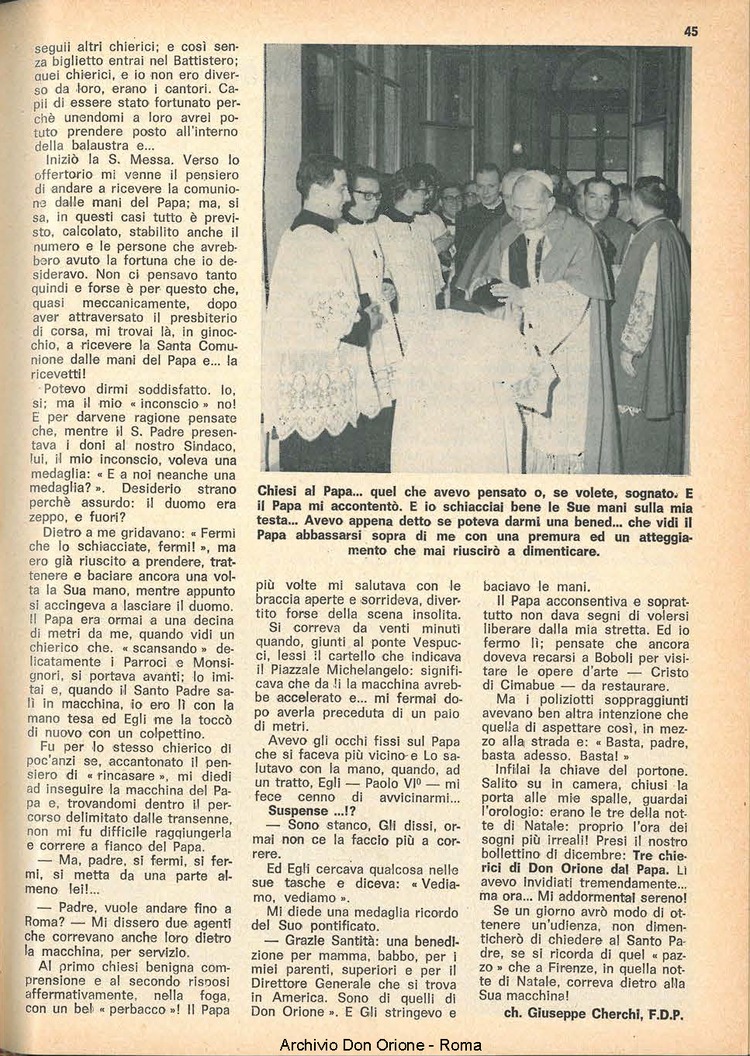 45
seguii altri chierici; e così sen-
za biglietto entrai nel Battistero;
quei chierici, e io non ero diver-
so da loro, erano i cantori. Ca-
pii di essere stato fortunato per-
chè unendomi a loro avrei po-
tuto prendere posto all'interno
della balaustra e...
Iniziò la S. Messa. Verso lo
offertorio mi venne il pensiero
di andare a ricevere la comunio-
ne dalle mani del Papa; ma, si
sa, in questi casi tutto è previ-
sto, calcolato, stabilito anche il
numero e le persone che avreb-
bero avuto la fortuna che io de-
sideravo. Non ci pensavo tanto
quindi e forse è per questo che,
quasi meccanicamente, dopo
aver attraversato il presbiterio
di corsa, mi trovai là, in ginoc-
chio, a ricevere la Santa Comu-
nione dalle mani del Papa e... la
ricevetti!
Potevo dirmi soddisfatto. Io,
si; ma il mio « inconscio » no!
E per darvene ragione pensate
che, mentre il S. Padre presen-
tava i doni al nostro Sindaco,
lui, il mio inconscio, voleva una
medaglia: « E a noi neanche una
medaglia? ». Desiderio strano
perchè assurdo: il duomo era
zeppo, e fuori?
Dietro a me gridavano: « Fermi
che lo schiacciate, fermi! », ma
ero già riuscito a prendere, trat-
tenere e baciare ancora una vol-
ta la Sua mano, mentre appunto
si accingeva a lasciare il duomo.
Il Papa era ormai a una decina
di metri da me, quando vidi un
chierico che, « scansando » de-
licatamente i Parroci e Monsi-
gnori, si portava avanti; lo imi-
tai e, quando il Santo Padre sa-
lì in macchina, io ero lì con la
mano tesa ed Egli me la toccò
di nuovo con un colpettino.
Fu per lo stesso chierico di
poc'anzi se, accantonato il pen-
siero di « rincasare », mi diedi
ad inseguire la macchina del Pa-
pa e, trovandomi dentro il per-
corso delimitato dalle transenne,
non mi fu difficile raggiungerla
e correre a fianco del Papa.
— Ma, padre, si fermi, si fer-
mi, si metta da una parte al-
meno lei!...
— Padre, vuole andare fino a
Roma? — Mi dissero due agenti
che correvano anche loro dietro
la macchina, per servizio.
Al primo chiesi benigna com-
prensione e al secondo risposi
affermativamente, nella foga,
con un bel « perbacco »! Il Papa
Chiesi al Papa... quel che avevo pensato o, se volete, sognato. E
il Papa mi accontentò. E io schiacciai bene le Sue mani sulla mia
testa... Avevo appena detto se poteva darmi una bened... che vidi il
Papa abbassarsi sopra di me con una premura ed un atteggia-
mento che mai riuscirò a dimenticare.
più volte mi salutava con le
braccia aperte e sorrideva, diver-
tito forse della scena insolita.
Si correva da venti minuti
quando, giunti al ponte Vespuc-
ci, lessi il cartello che indicava
il Piazzale Michelangelo: signifi-
cava che da lì la macchina avreb-
be accelerato e... mi fermai do-
po averla preceduta di un paio
di metri.
Avevo gli occhi fissi sul Papa
che si faceva più vicino e Lo sa-
lutavo con la mano, quando, ad
un tratto, Egli — Paolo VI° — mi
fece cenno di avvicinarmi...
Suspense ...!?
— Sono stanco, Gli dissi, or-
mai non ce la faccio più a cor-
rere.
Ed Egli cercava qualcosa nelle
sue tasche e diceva: « Vedia-
mo, vediamo ».
Mi diede una medaglia ricordo
del Suo pontificato.
— Grazie Santità: una benedi-
zione per mamma, babbo, per i
miei parenti, superiori e per il
Direttore Generale che si trova
in America. Sono di quelli di
Don Orione ». E Gli stringevo e
baciavo le mani.
Il Papa acconsentiva e soprat-
tutto non dava segni di volersi
liberare dalla mia stretta. Ed io
fermo lì; pensate che ancora
doveva recarsi a Boboli per visi-
tare le opere d'arte — Cristo
di Cimabue — da restaurare.
Ma i poliziotti soppraggiunti
avevano ben altra intenzione che
quella di aspettare così, in mez-
zo alla strada e: « Basta, padre,
basta adesso. Basta! »
Infilai la chiave del portone.
Salito su in camera, chiusi la
porta alle mie spalle, guardai
l'orologio: erano le tre della not-
te di Natale: proprio l'ora dei
sogni più irreali! Presi il nostro
bollettino di dicembre: Tre chie-
rici di Don Orione dal Papa. Li
avevo invidiati tremendamente...
ma ora... Mi addormentai sereno!
Se un giorno avrò modo di ot-
tenere un'udienza, non dimen-
ticherò di chiedere al Santo Pa-
dre, se si ricorda di quel « paz-
zo » che a Firenze, in quella not-
te di Natale, correva dietro alla
Sua macchina!
ch. Giuseppe Cherchi, F.D.P.
Archivio Don Orione - Roma